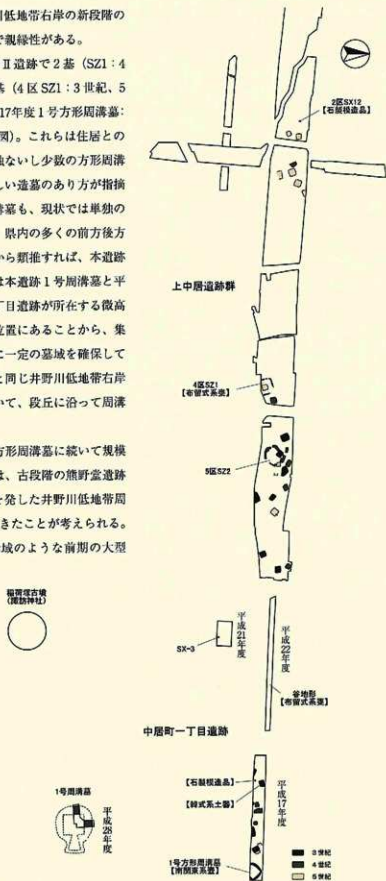 川低地帯右岸の新段階の
で親縁性がある。
Ⅱ遺跡で2基（SZ1：4
基（4区SZ1：3世紀、5
17年度1号方形周溝墓：
図）。これらは住居との
独ないし少数の方形周溝
しい造墓のあり方が指摘
溝墓も、現状では単独の
県内の多くの前方後方
から類推すれば、本遺跡
は本遺跡1号周溝墓と平
丁目遺跡が所在する微高
位置にあることから、集
に一定の墓域を確保して
と同じ井野川低地帯右岸
いて、段丘に沿って周溝
方形周溝墓に続いて規模
は、古段階の熊野堂遺跡
を発した井野川低地帯周
きたことが考えられる。
域のような前期の大型
2区SX12
【石製模造品】
上中居遺跡群
4区SZ1
【布留式系甕】
5区SZ2
稲荷塚古墳
（諏訪神社）
SX-3
平成21年度
平成22年度
谷地形
【布留式系甕】
中居町一丁目遺跡
1号周溝墓
平成28年度
【石製模造品】
【韓式系土器】
平成17年度
1号方形周溝墓
【南関東系壺】
3世紀
4世紀
5世紀